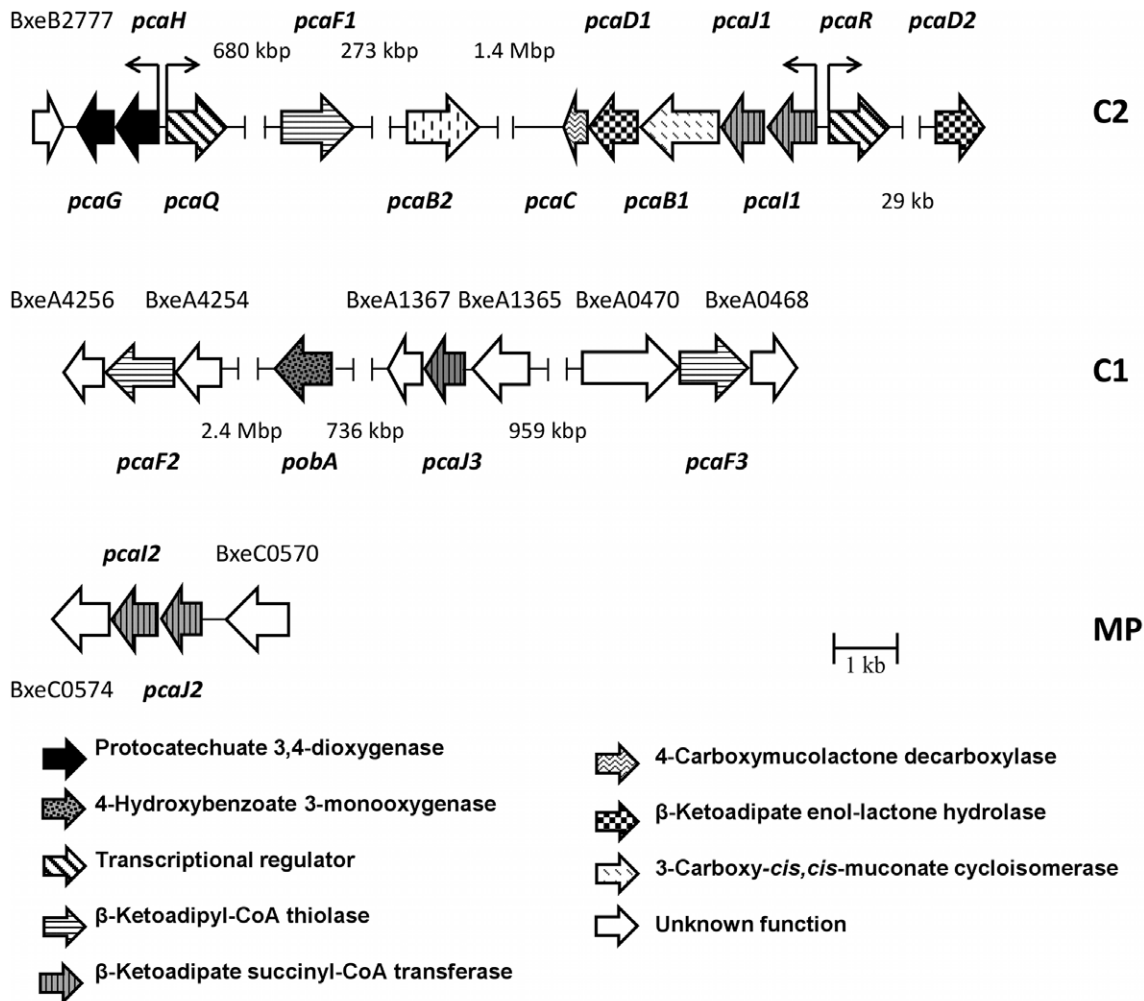 BxeB2777 pcaH pcaF1 pcaD1 pcaJ1 pcaR pcaD2
680 kbp 273 kbp 1.4 Mbp
C2
pcaG pcaQ pcaB2 pcaC pcaB1 pcaI1 29 kb
BxeA4256 BxeA4254 BxeA1367 BxeA1365 BxeA0470 BxeA0468
C1
2.4 Mbp 736 kbp 959 kbp
pcaF2 pobA pcaJ3 pcaF3
pcaI2 BxeC0570
MP
1 kb
BxeC0574 pcaJ2
Protocatechuate 3,4-dioxygenase
4-Hydroxybenzoate 3-monooxygenase
Transcriptional regulator
β-Ketoadipyl-CoA thiolase
β-Ketoadipate succinyl-CoA transferase
4-Carboxymucolactone decarboxylase
β-Ketoadipate enol-lactone hydrolase
3-Carboxy-cis,cis-muconate cycloisomerase
Unknown function